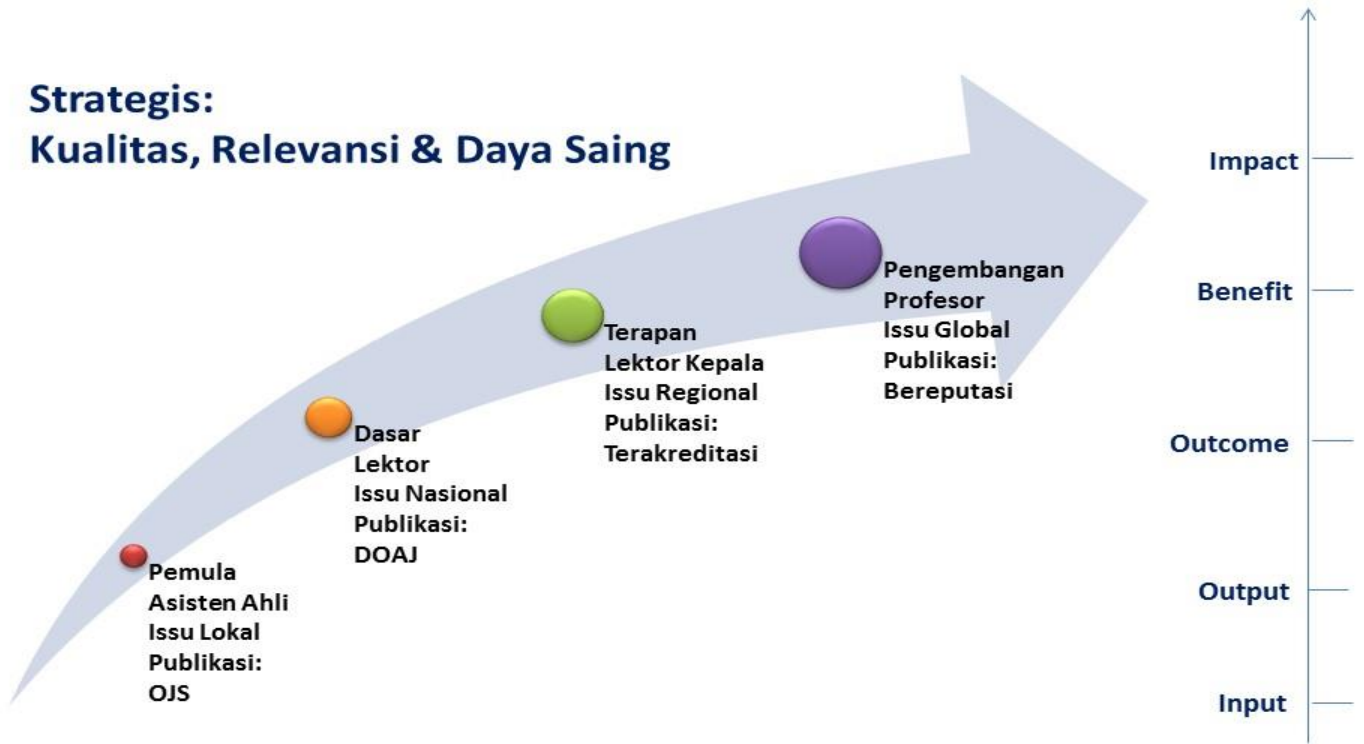 Strategis:
Kualitas, Relevansi & Daya Saing
Pemula
Asisten Ahli
Issu Lokal
Publikasi:
OJS
Dasar
Lektor
Issu Nasional
Publikasi:
DOAJ
Terapan
Lektor Kepala
Issu Regional
Publikasi:
Terakreditasi
Pengembangan
Profesor
Issu Global
Publikasi:
Bereputasi
Impact
Benefit
Outcome
Output
Input